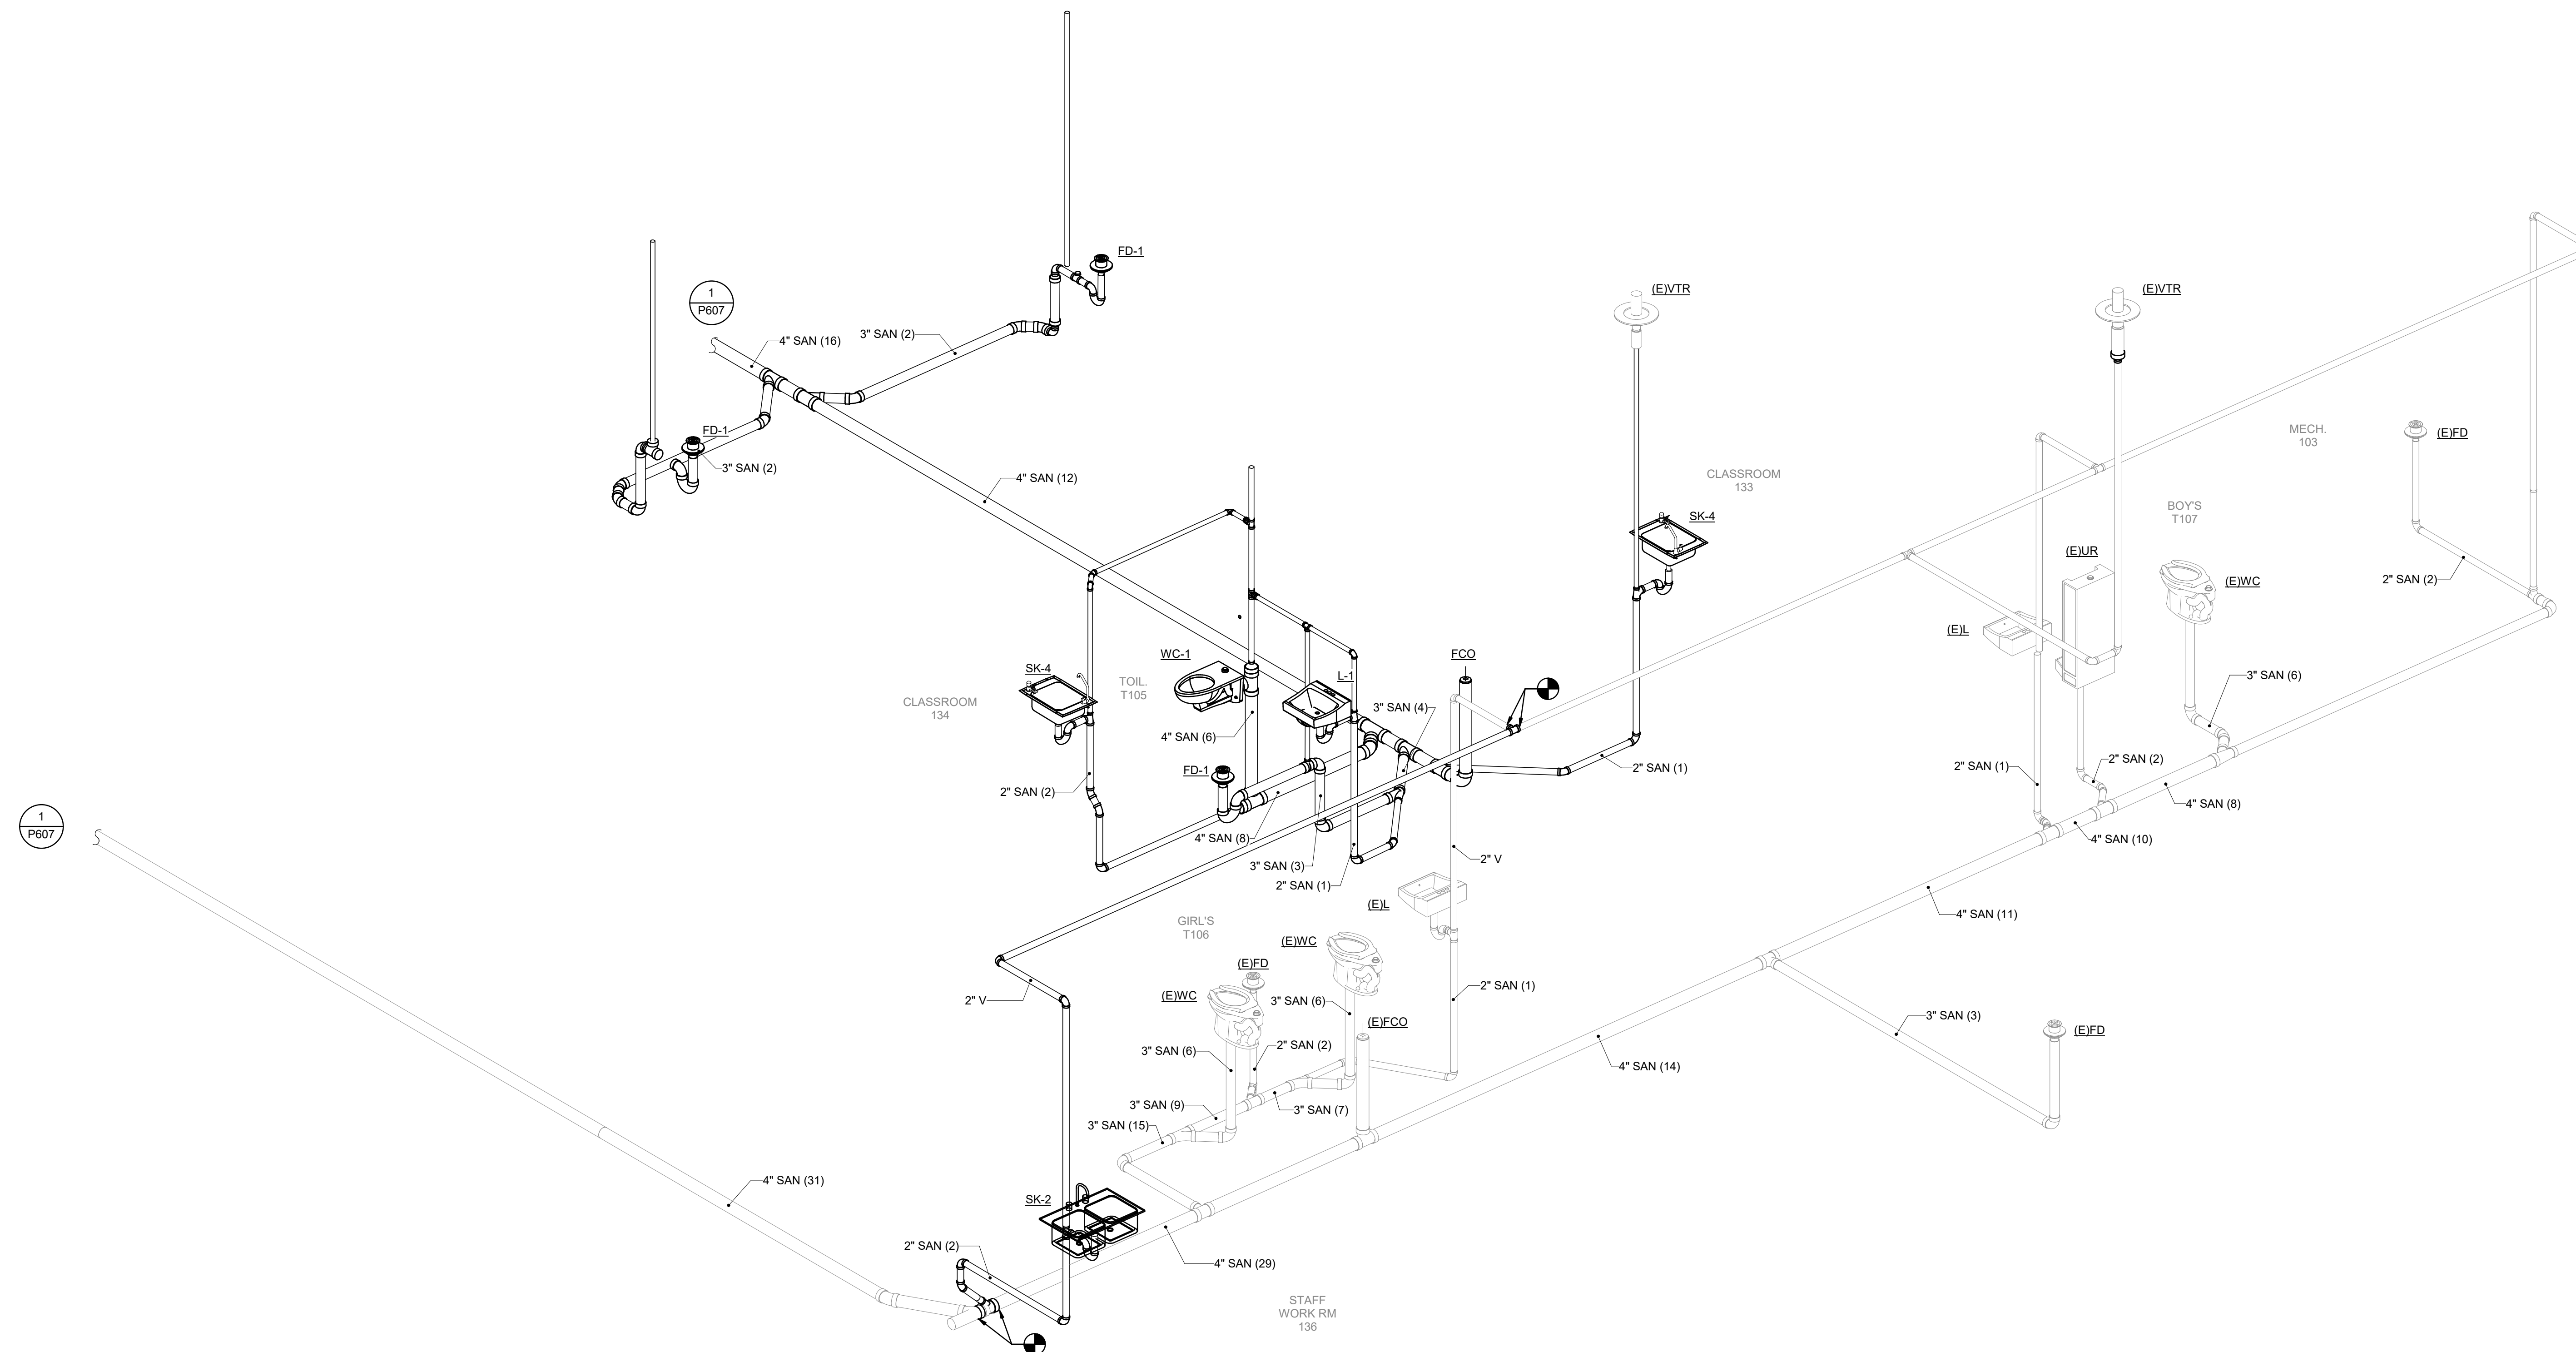 FD-1
1
P607
4" SAN (16)
3" SAN (2)
(E)VTR
(E)VTR
FD-1
3" SAN (2)
MECH.
103
(E)FD
4" SAN (12)
CLASSROOM
133
BOY'S
T107
SK-4
(E)UR
(E)WC
2" SAN (2)
(E)L
WC-1
FCO
SK-4
TOIL.
T105
L-1
CLASSROOM
134
3" SAN (4)
3" SAN (6)
4" SAN (6)
FD-1
2" SAN (1)
2" SAN (1)
2" SAN (2)
2" SAN (2)
4" SAN (8)
1
P607
4" SAN (8)
4" SAN (10)
3" SAN (3)
2" V
2" SAN (1)
(E)L
4" SAN (11)
GIRL'S
T106
(E)WC
(E)FD
(E)WC
2" V
3" SAN (6)
2" SAN (1)
(E)FCO
3" SAN (3)
(E)FD
3" SAN (6)
2" SAN (2)
4" SAN (14)
3" SAN (9)
3" SAN (7)
3" SAN (15)
4" SAN (31)
SK-2
2" SAN (2)
4" SAN (29)
STAFF
WORK RM
136